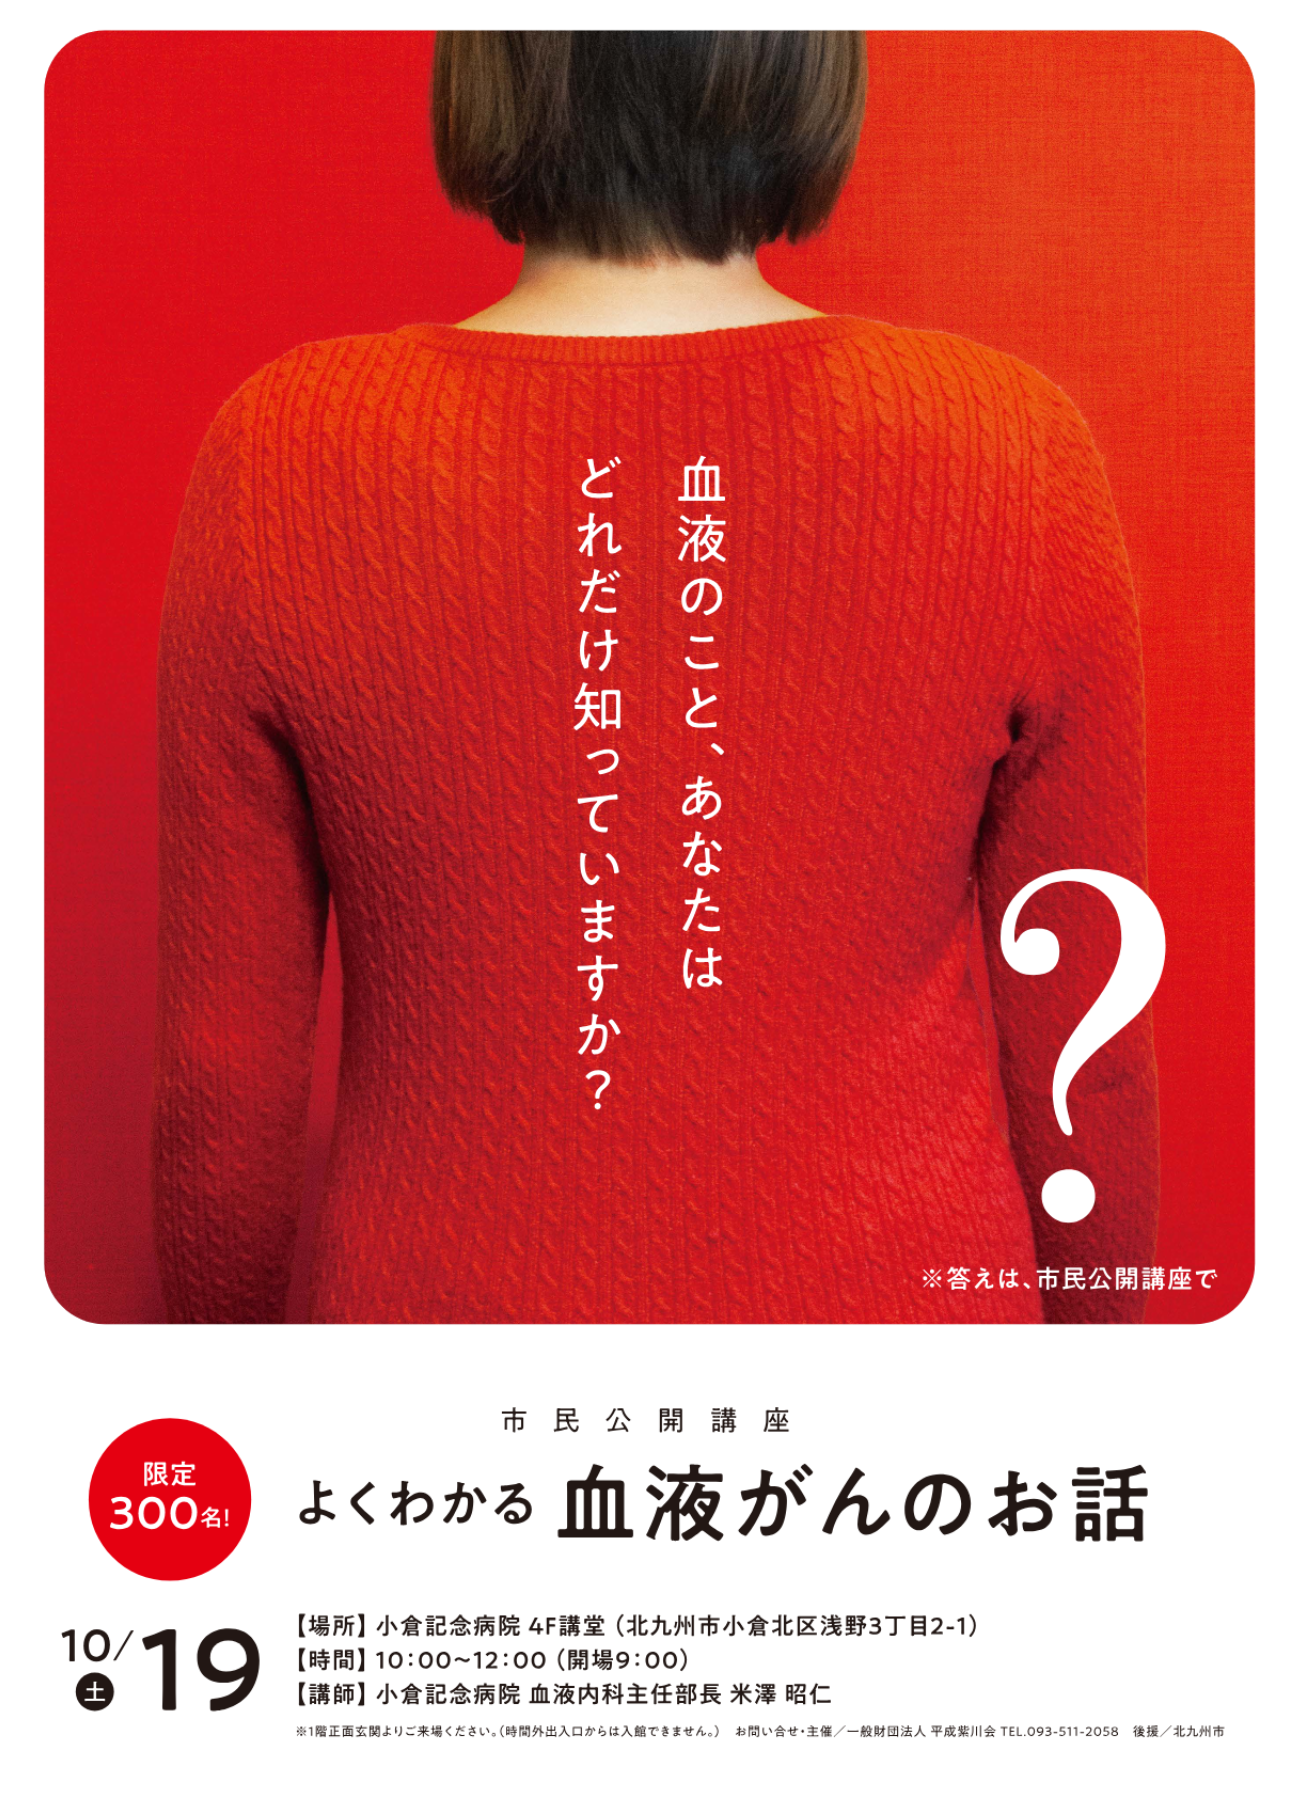 血液のこと、あなたは
どれだけ知っていますか?
?
※答えは、市民公開講座で
市民公開講座
限定
300名!
よくわかる 血液がんのお話
10/19
土
【場所】小倉記念病院 4F講堂（北九州市小倉北区浅野3丁目2-1）
【時間】10：00〜12：00（開場9：00）
【講師】小倉記念病院 血液内科主任部長 米澤 昭仁
※1階正面玄関よりご来場ください。（時間外出入口からは入館できません。） お問い合せ・主催／一般財団法人 平成紫川会 TEL.093-511-2058 後援／北九州市